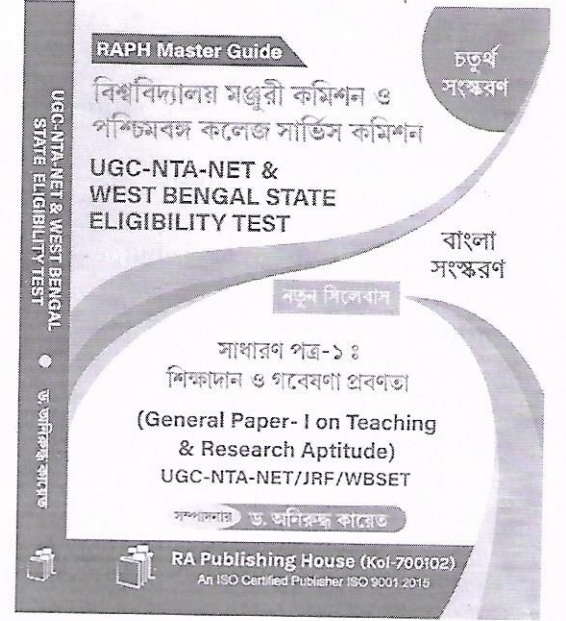 RAPH Master Guide
চতুর্থ
সংস্করণ
বিশ্ববিদ্যালয় মঞ্জুরী কমিশন ও
পশ্চিমবঙ্গ কলেজ সার্ভিস কমিশন
UGC-NTA-NET &
WEST BENGAL STATE
ELIGIBILITY TEST
বাংলা
সংস্করণ
নতুন সিলেবাস
সাধারণ পত্র-১ ঃ
শিক্ষাদান ও গবেষণা প্রবণতা
(General Paper- I on Teaching
& Research Aptitude)
UGC-NTA-NET/JRF/WBSET
সম্পাদনায় ড. অনিরুদ্ধ কায়েত
RA Publishing House (Kol-700102)
An ISO Certified Publisher ISO 9001:2015
UGC-NTA-NET & WEST BENGAL
STATE ELIGIBILITY TEST
ড. অনিরুদ্ধ কায়েত